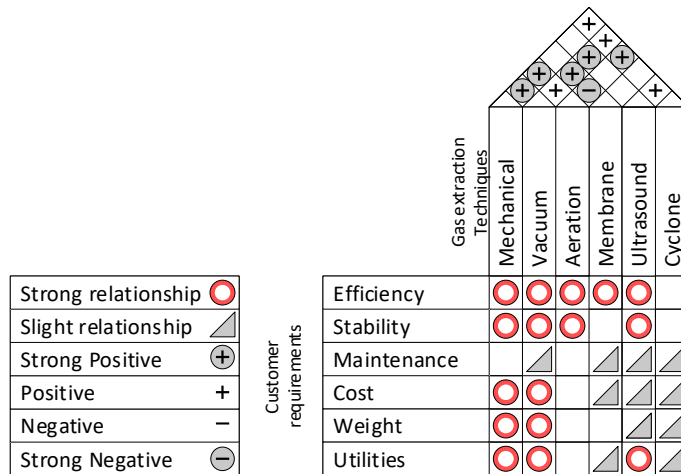 Gas extraction
Techniques
Mechanical
Vacuum
Aeration
Membrane
Ultrasound
Cyclone
Strong relationship
Slight relationship
Strong Positive
Positive +
Negative −
Strong Negative
Customer
requirements
Efficiency
Stability
Maintenance
Cost
Weight
Utilities